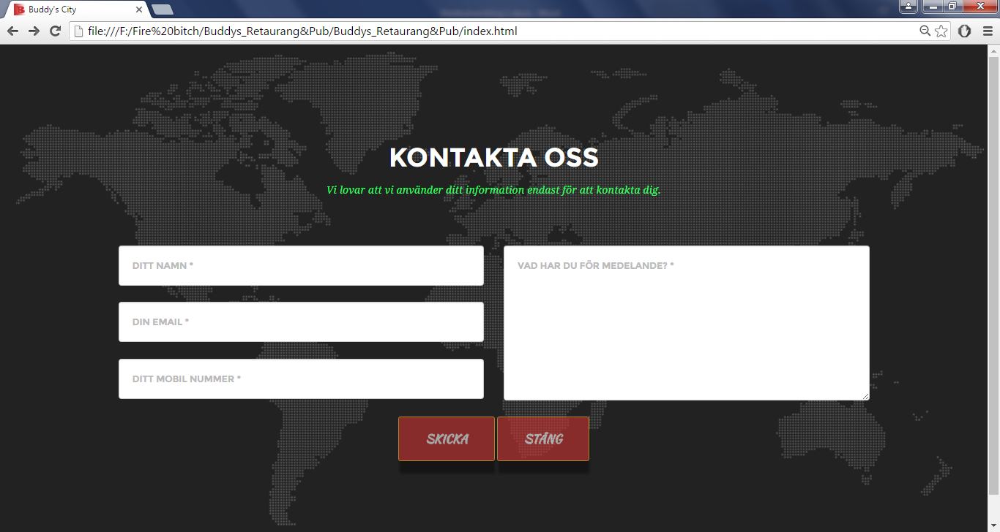 Buddy's City
file:///F:/Fire%20bitch/Buddys_Retaurang&Pub/Buddys_Retaurang&Pub/index.html
KONTAKTA OSS
Vi lovar att vi använder ditt information endast för att kontakta dig.
DITT NAMN *
VAD HAR DU FÖR MEDELANDE? *
DIN EMAIL *
DITT MOBIL NUMMER *
SKICKA STÄNG